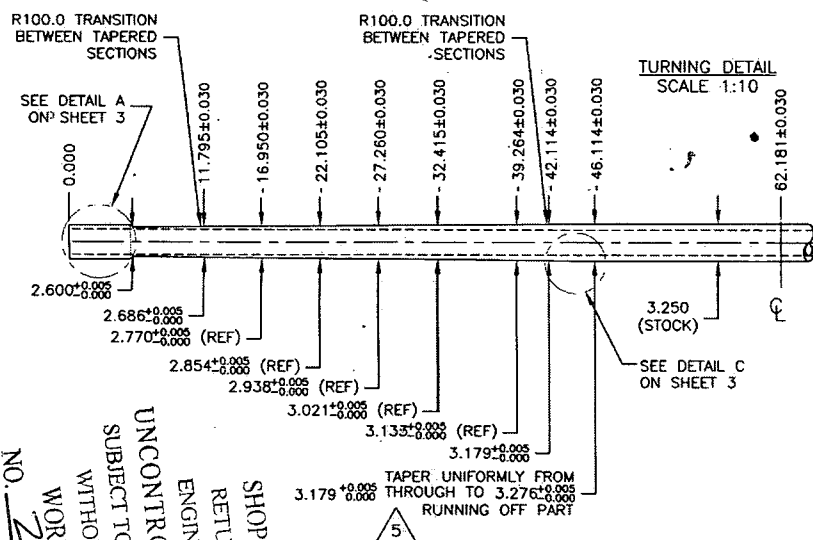 R100.0 TRANSITION
BETWEEN TAPERED
SECTIONS
R100.0 TRANSITION
BETWEEN TAPERED
SECTIONS
TURNING DETAIL
SCALE 1:10
SEE DETAIL A
ON SHEET 3
0.000
11.795±0.030
16.950±0.030
22.105±0.030
27.260±0.030
32.415±0.030
39.264±0.030
42.114±0.030
46.114±0.030
62.181±0.030
2.600+0.005-0.000
2.686+0.005-0.000
2.770+0.005-0.000 (REF)
2.854+0.005-0.000 (REF)
2.938+0.005-0.000 (REF)
3.021+0.005-0.000 (REF)
3.133+0.005-0.000 (REF)
3.179+0.005-0.000
3.250
(STOCK)
℄
SEE DETAIL C
ON SHEET 3
TAPER UNIFORMLY FROM
3.179+0.005-0.000 THROUGH TO 3.276+0.005-0.000
RUNNING OFF PART
5
SHOP
RETU
ENGIN
UNCONTRO
SUBJECT TO
WITHO
WOR
NO. 2